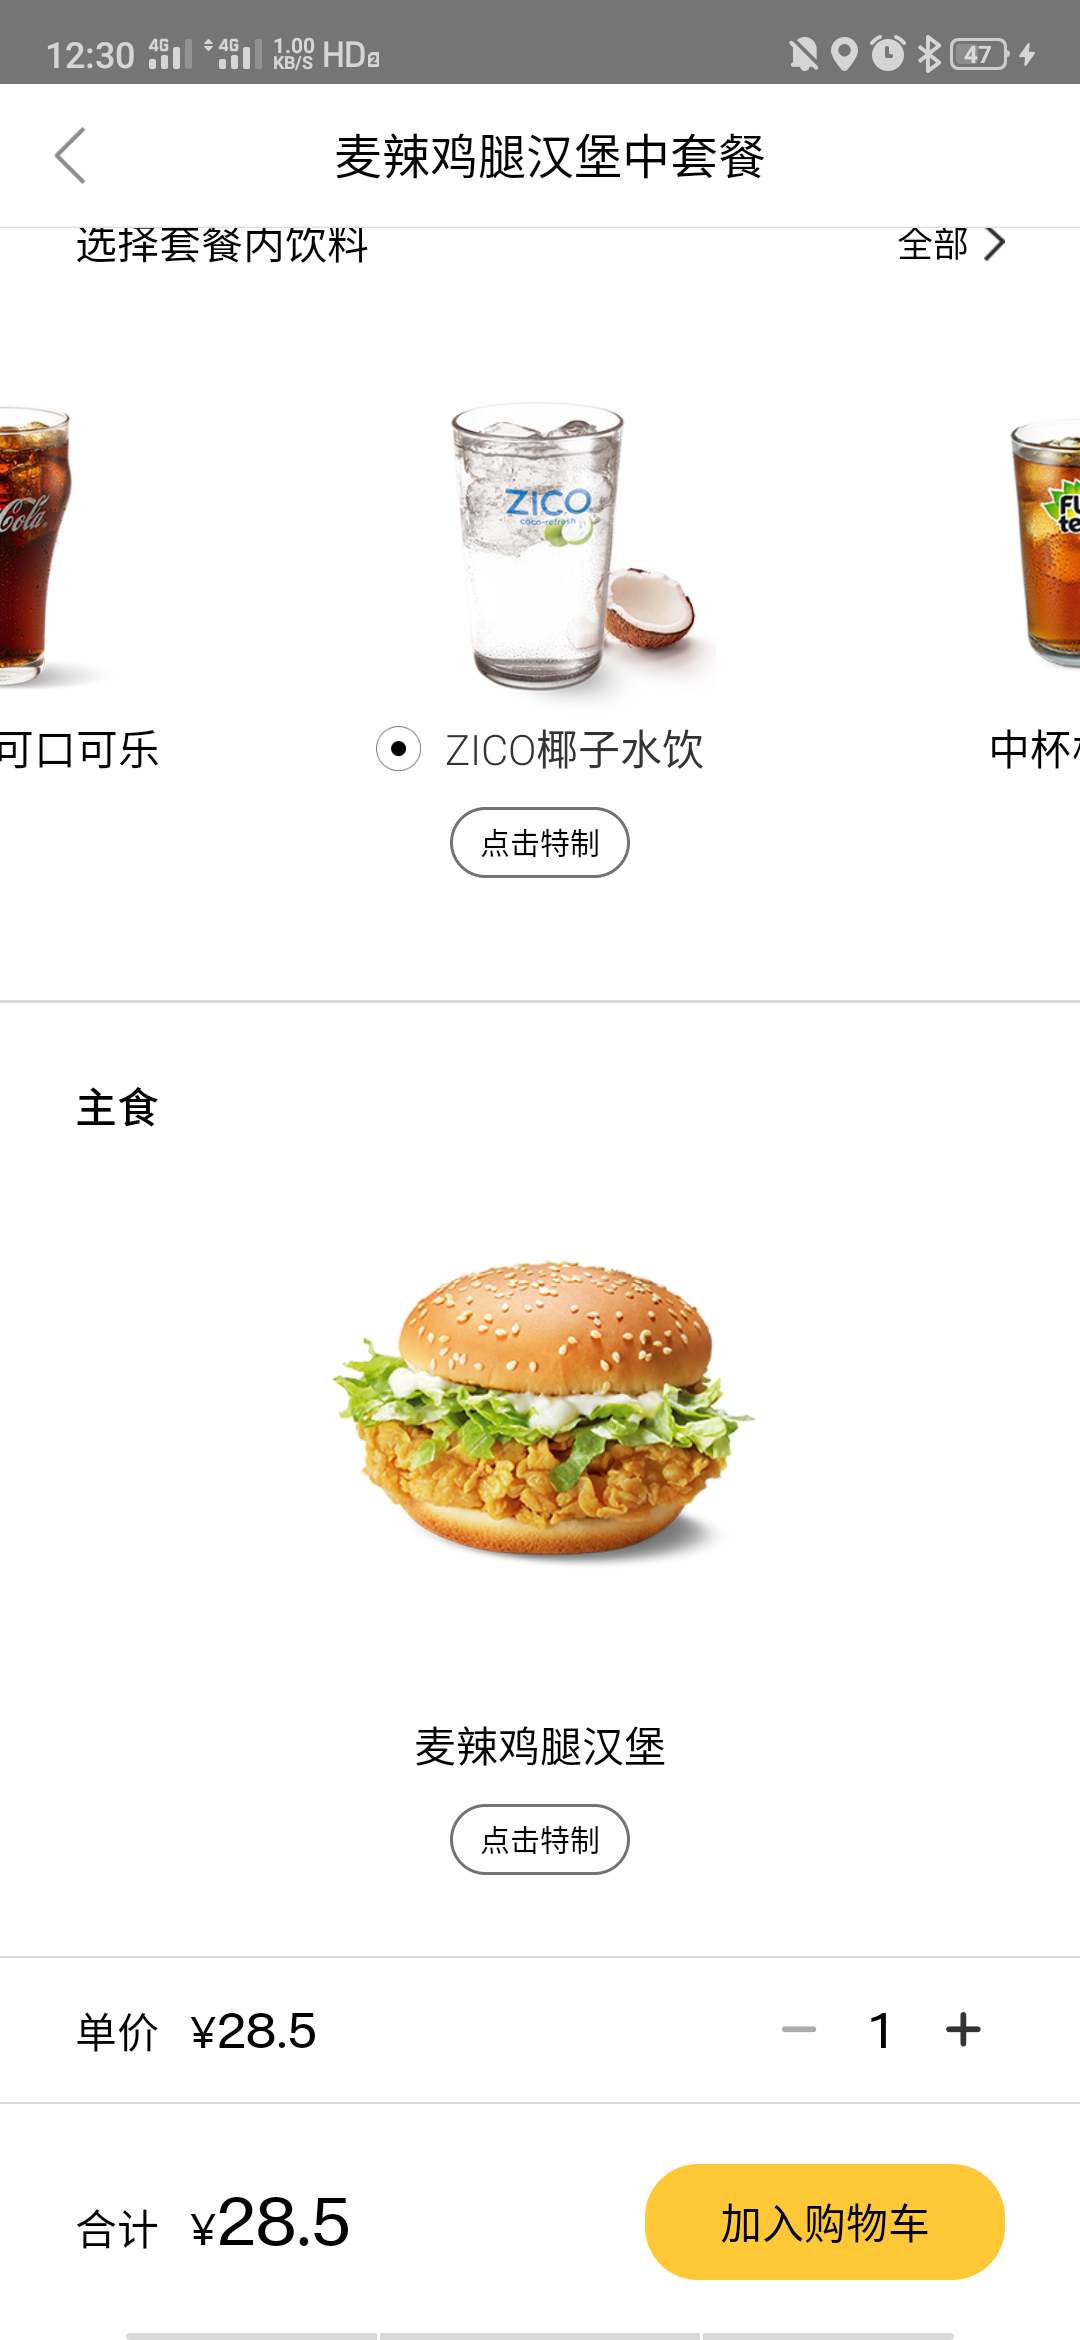 12:30 4G 4G 1.00 KB/S HD 2 47
麦辣鸡腿汉堡中套餐
选择套餐内饮料 全部
Cola
ZICO
coco-refresh
可口可乐 ZICO椰子水饮 中杯
点击特制
主食
麦辣鸡腿汉堡
点击特制
单价 ¥28.5 1
合计 ¥28.5 加入购物车